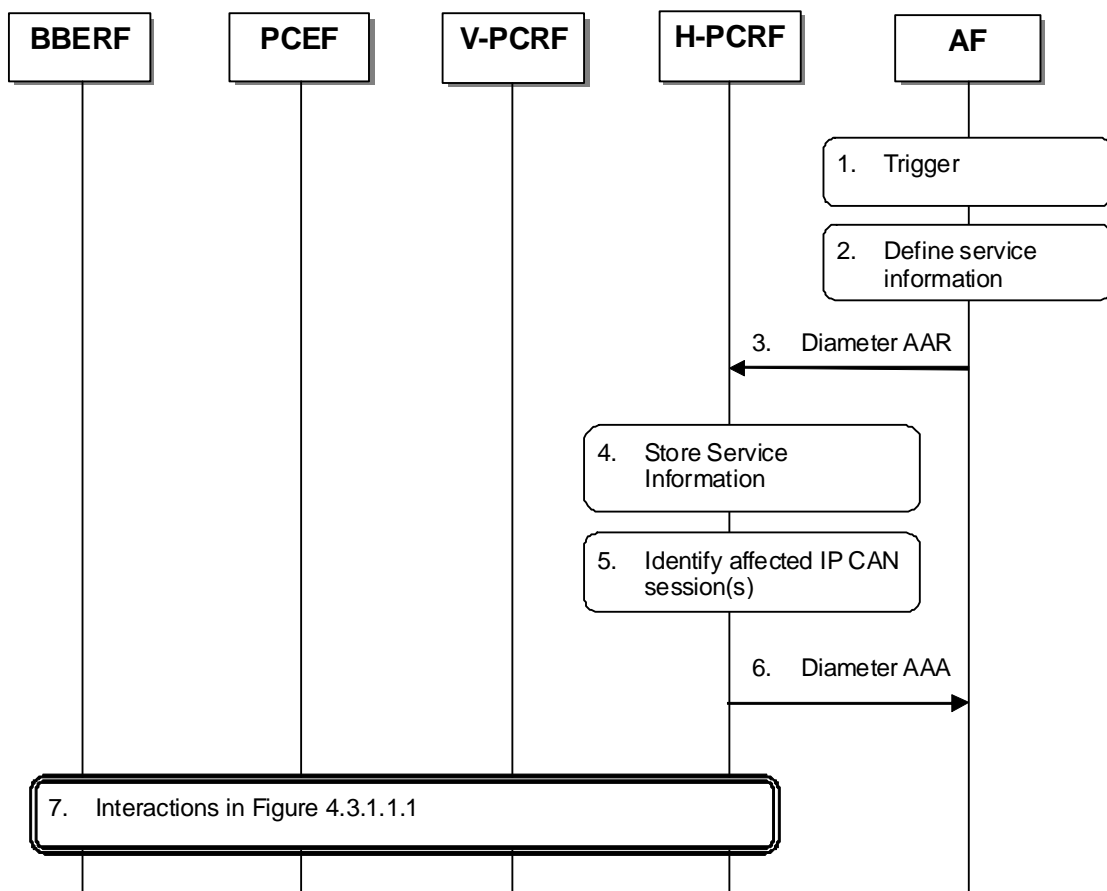 BBERF
PCEF
V-PCRF
H-PCRF
AF
1. Trigger
2. Define service
information
3. Diameter AAR
4. Store Service
Information
5. Identify affected IP CAN
session(s)
6. Diameter AAA
7. Interactions in Figure 4.3.1.1.1